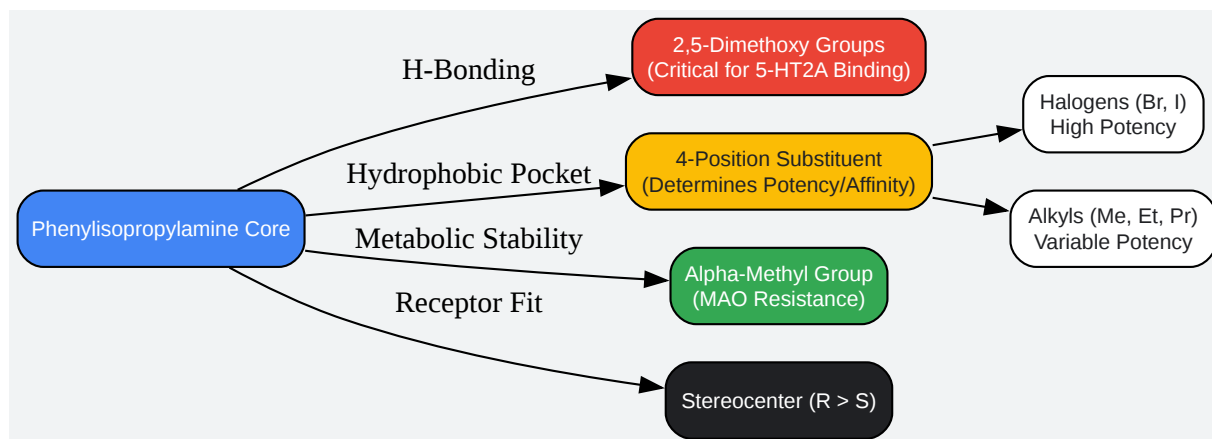 Phenylisopropylamine Core
H-Bonding
Hydrophobic Pocket
Metabolic Stability
Receptor Fit
2,5-Dimethoxy Groups
(Critical for 5-HT2A Binding)
4-Position Substituent
(Determines Potency/Affinity)
Alpha-Methyl Group
(MAO Resistance)
Stereocenter (R > S)
Halogens (Br, I)
High Potency
Alkyls (Me, Et, Pr)
Variable Potency